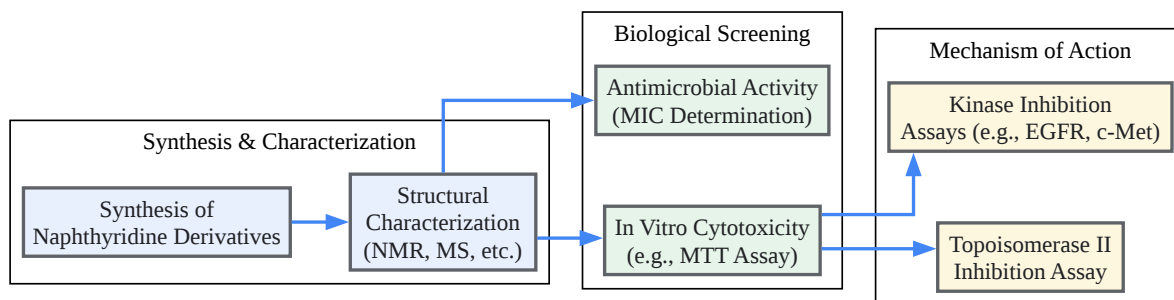 Synthesis & Characterization
Synthesis of
Naphthyridine Derivatives
Structural
Characterization
(NMR, MS, etc.)
Biological Screening
Antimicrobial Activity
(MIC Determination)
In Vitro Cytotoxicity
(e.g., MTT Assay)
Mechanism of Action
Kinase Inhibition
Assays (e.g., EGFR, c-Met)
Topoisomerase II
Inhibition Assay